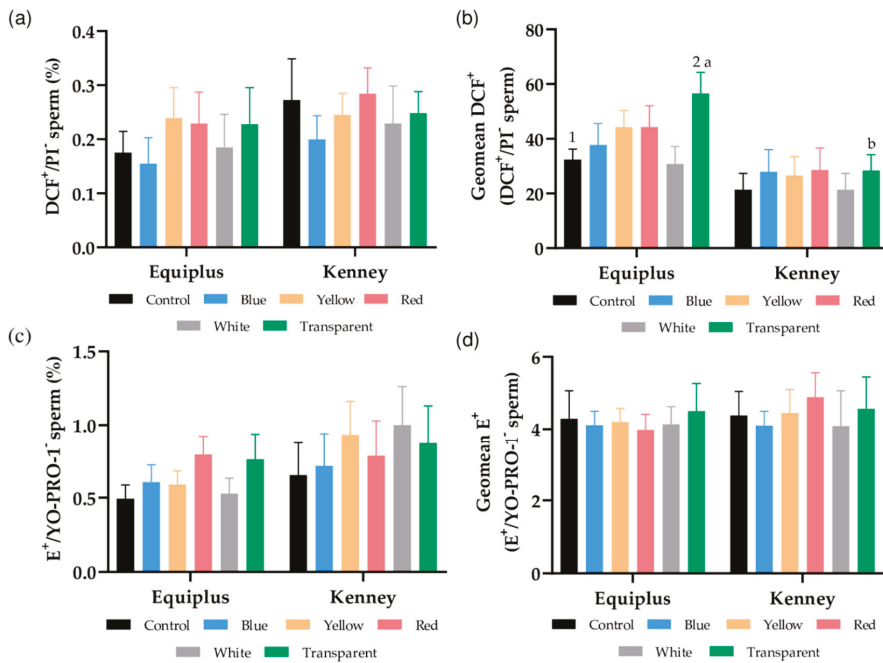 (a)
DCF⁺/PI⁻ sperm (%)
0.4
0.3
0.2
0.1
0.0
Equiplus Kenney
Control Blue Yellow Red
White Transparent
(b)
Geomean DCF⁺
(DCF⁺/PI⁻ sperm)
80
60
40
20
0
1
2 a
b
Equiplus Kenney
Control Blue Yellow Red
White Transparent
(c)
E⁺/YO-PRO-1⁻ sperm (%)
1.5
1.0
0.5
0.0
Equiplus Kenney
Control Blue Yellow Red
White Transparent
(d)
Geomean E⁺
(E⁺/YO-PRO-1⁻ sperm)
6
4
2
0
Equiplus Kenney
Control Blue Yellow Red
White Transparent